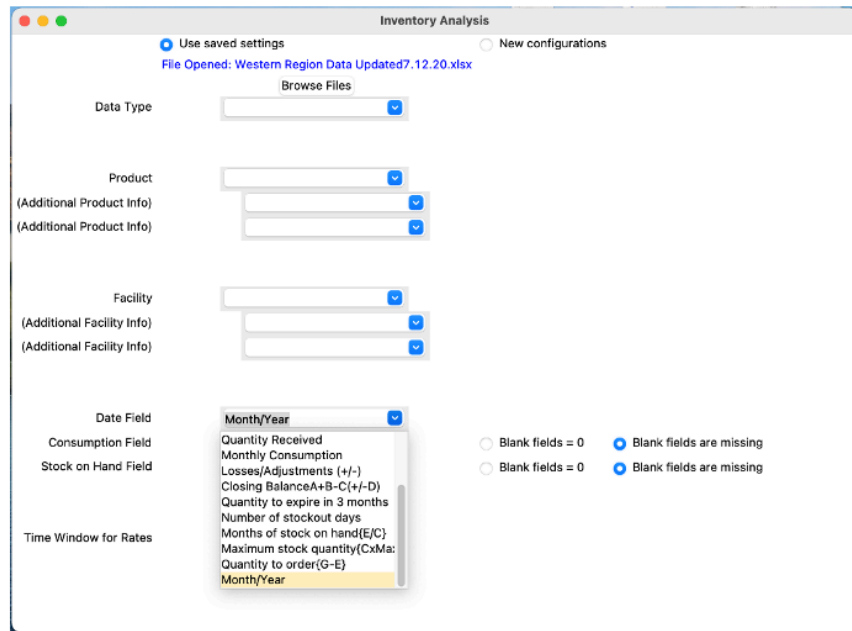 Inventory Analysis
Use saved settings New configurations
File Opened: Western Region Data Updated7.12.20.xlsx
Browse Files
Data Type
Product
(Additional Product Info)
(Additional Product Info)
Facility
(Additional Facility Info)
(Additional Facility Info)
Date Field Month/Year
Quantity Received
Consumption Field Monthly Consumption Blank fields = 0 Blank fields are missing
Losses/Adjustments (+/-)
Stock on Hand Field Closing BalanceA+B-C(+/-D) Blank fields = 0 Blank fields are missing
Quantity to expire in 3 months
Number of stockout days
Time Window for Rates Months of stock on hand{E/C}
Maximum stock quantity{CxMa
Quantity to order{G-E}
Month/Year